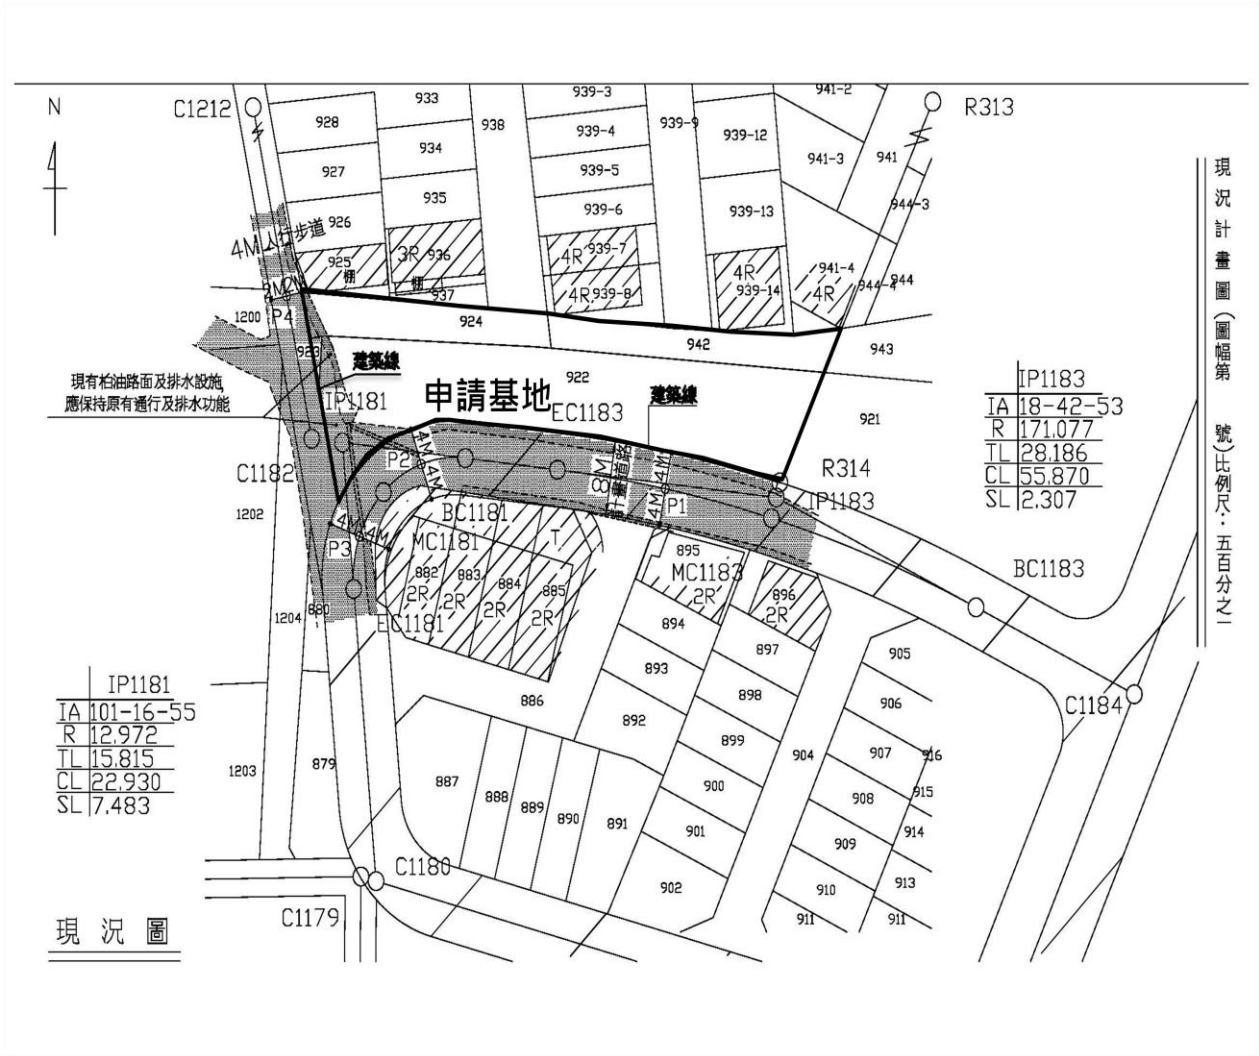 N
C1212
928
927
926
925
棚
933
934
935
3R 936
棚
937
938
939-3
939-4
939-5
939-6
4R 939-7
4R 939-8
939-9
939-12
939-13
4R
939-14
941-2
941-3
941
941-4
4R
944-3
944
944-4
R313
4M人行步道
2M2M
P4
1200
923
924
942
943
922
921
建築線
建築線
申請基地
現有柏油路面及排水設施,
應保持原有通行及排水功能
IP1181
EC1183
C1182
P2
4M
4M
8M
計畫道路
4M
4M
P1
R314
IP1183
BC1183
C1184
1202
4M
4M
P3
BC1181
MC1181
EC1181
T
882
2R
883
2R
884
2R
885
2R
895
MC1183
2R
896
2R
1204
880
894
893
892
897
898
899
900
901
902
904
905
906
907
908
909
910
911
916
915
914
913
911
886
887
888
889
890
891
879
1203
C1180
C1179
IP1183
IA 18-42-53
R 171.077
TL 28.186
CL 55.870
SL 2.307
IP1181
IA 101-16-55
R 12.972
TL 15.815
CL 22.930
SL 7.483
現況圖
現況計畫圖(圖幅第 號)比例尺:五百分之一